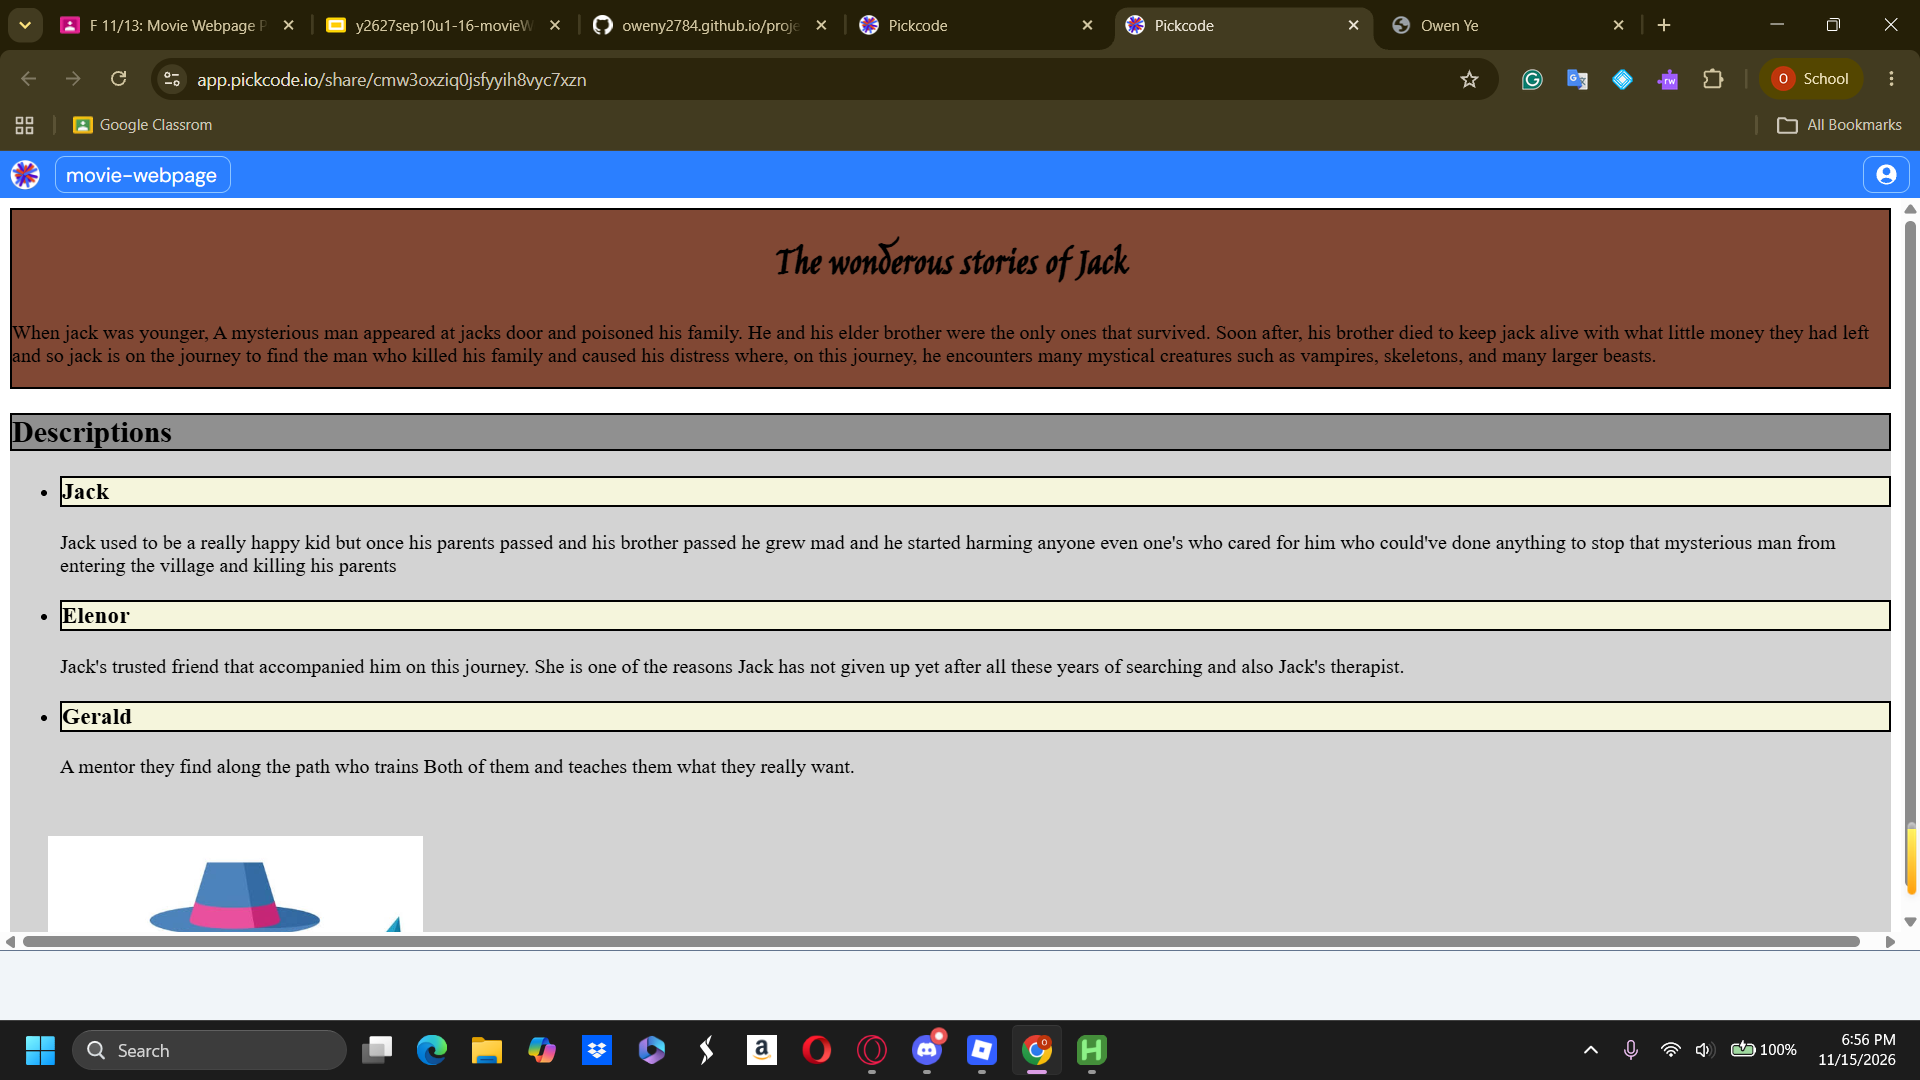 F 11/13: Movie Webpage P
y2627sep10u1-16-movieW
oweny2784.github.io/proje
Pickcode
Pickcode
Owen Ye
app.pickcode.io/share/cmw3oxziq0jsfyyih8vyc7xzn
O School
Google Classrom
All Bookmarks
movie-webpage
The wonderous stories of Jack
When jack was younger, A mysterious man appeared at jacks door and poisoned his family. He and his elder brother were the only ones that survived. Soon after, his brother died to keep jack alive with what little money they had left
and so jack is on the journey to find the man who killed his family and caused his distress where, on this journey, he encounters many mystical creatures such as vampires, skeletons, and many larger beasts.
Descriptions
Jack
Jack used to be a really happy kid but once his parents passed and his brother passed he grew mad and he started harming anyone even one's who cared for him who could've done anything to stop that mysterious man from
entering the village and killing his parents
Elenor
Jack's trusted friend that accompanied him on this journey. She is one of the reasons Jack has not given up yet after all these years of searching and also Jack's therapist.
Gerald
A mentor they find along the path who trains Both of them and teaches them what they really want.
Search
100%
6:56 PM
11/15/2026